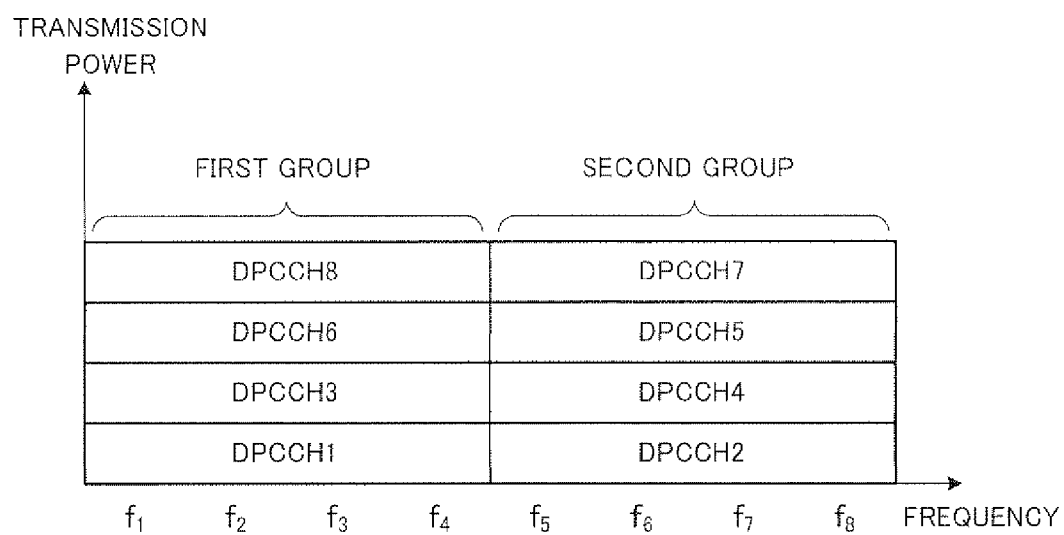 TRANSMISSION
POWER
FIRST GROUP
SECOND GROUP
DPCCH8
DPCCH7
DPCCH6
DPCCH5
DPCCH3
DPCCH4
DPCCH1
DPCCH2
f₁ f₂ f₃ f₄ f₅ f₆ f₇ f₈ FREQUENCY